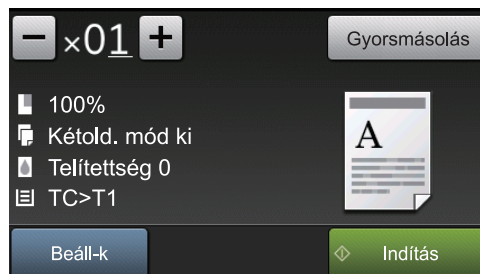 - ×01 +
Gyorsmásolás
100%
Kétold. mód ki
Telítettség 0
TC>T1
A
Beáll-k
Indítás